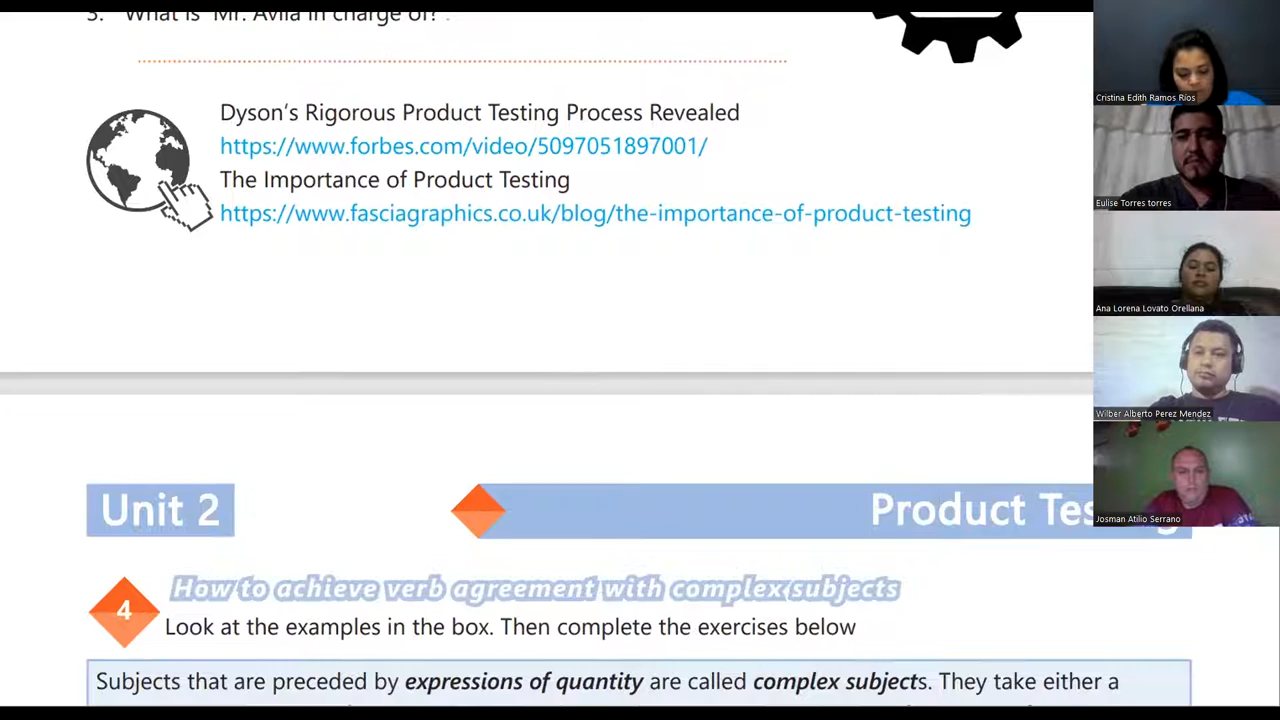 3. What is Mr. Avila in charge of?
Dyson's Rigorous Product Testing Process Revealed
https://www.forbes.com/video/5097051897001/
The Importance of Product Testing
https://www.fasciagraphics.co.uk/blog/the-importance-of-product-testing
Unit 2
Product Tes g
4
How to achieve verb agreement with complex subjects
Look at the examples in the box. Then complete the exercises below
Subjects that are preceded by expressions of quantity are called complex subjects. They take either a
Cristina Edith Ramos Ríos
Eulise Torres torres
Ana Lorena Lovato Orellana
Wilber Alberto Perez Mendez
Josman Atilio Serrano